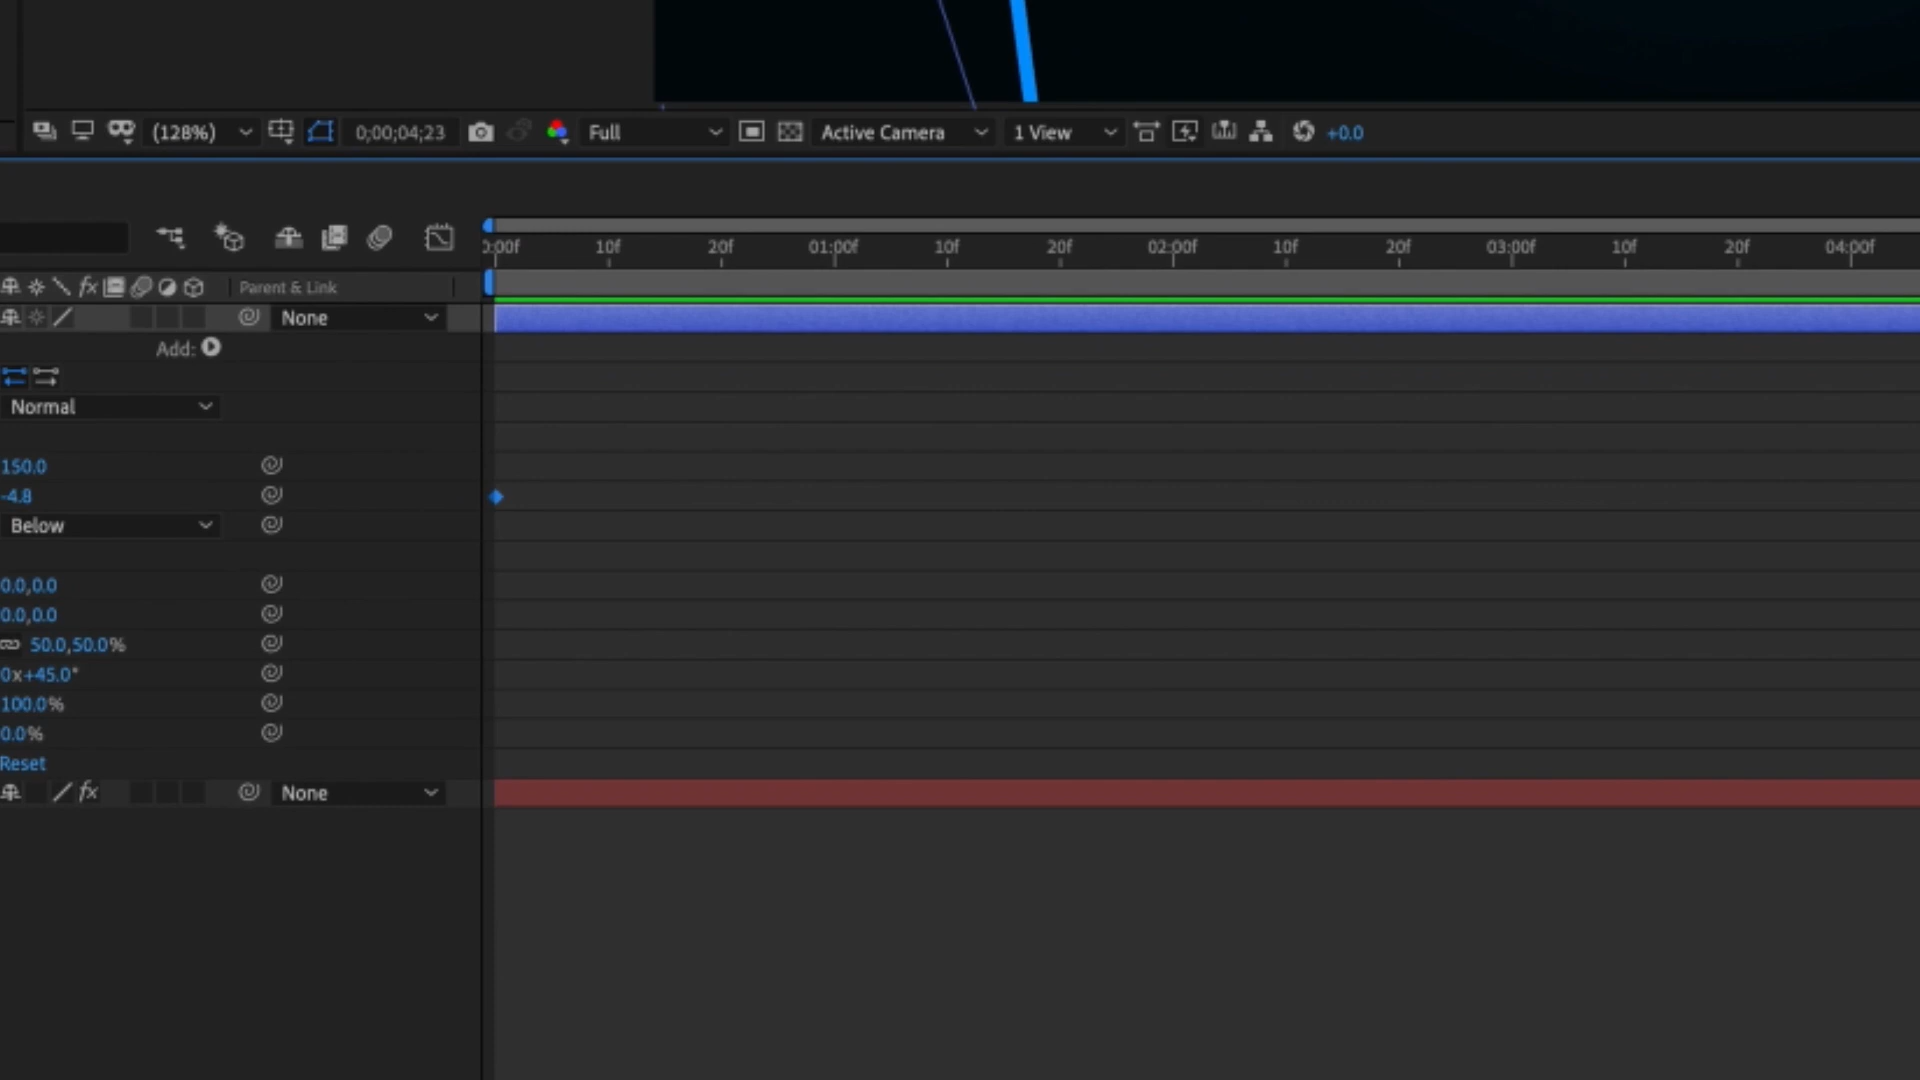 (128%) 0;00;04;23 Full Active Camera 1 View +0.0
0:00f 10f 20f 01:00f 10f 20f 02:00f 10f 20f 03:00f 10f 20f 04:00f
fx Parent & Link
None
Add:
Normal
150.0
-4.8
Below
0.0,0.0
0.0,0.0
50.0,50.0%
0x+45.0°
100.0%
0.0%
Reset
fx None